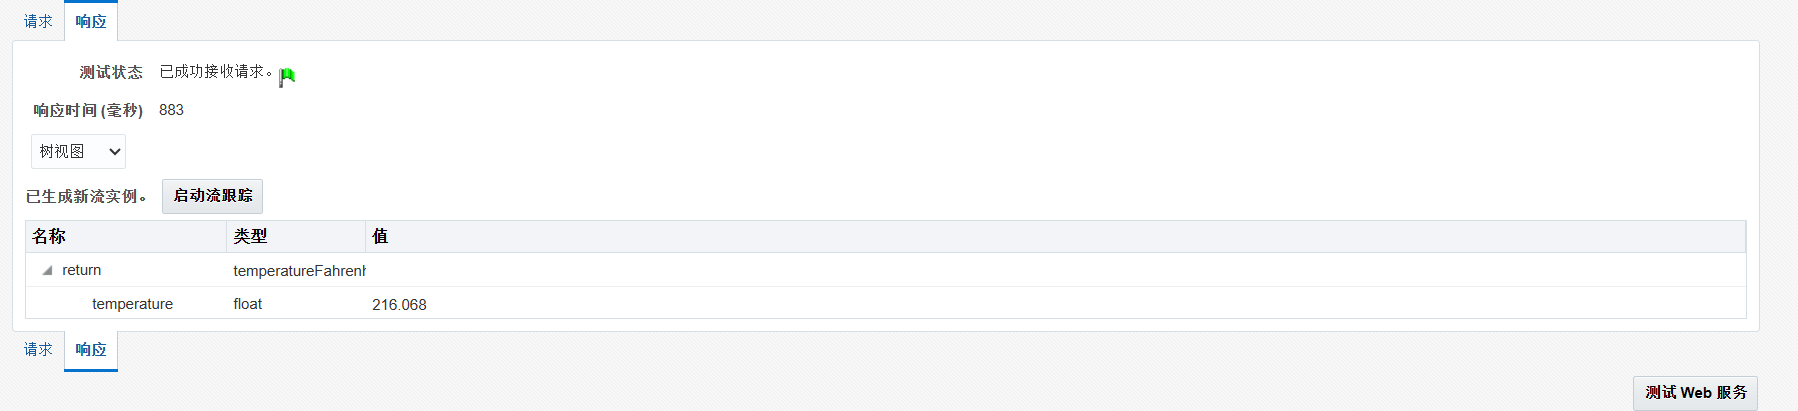 请求 响应
测试状态 已成功接收请求。
响应时间 (毫秒) 883
树视图
已生成新流实例。 启动流跟踪
名称 类型 值
return temperatureFahrenh
temperature float 216.068
请求 响应
测试 Web 服务